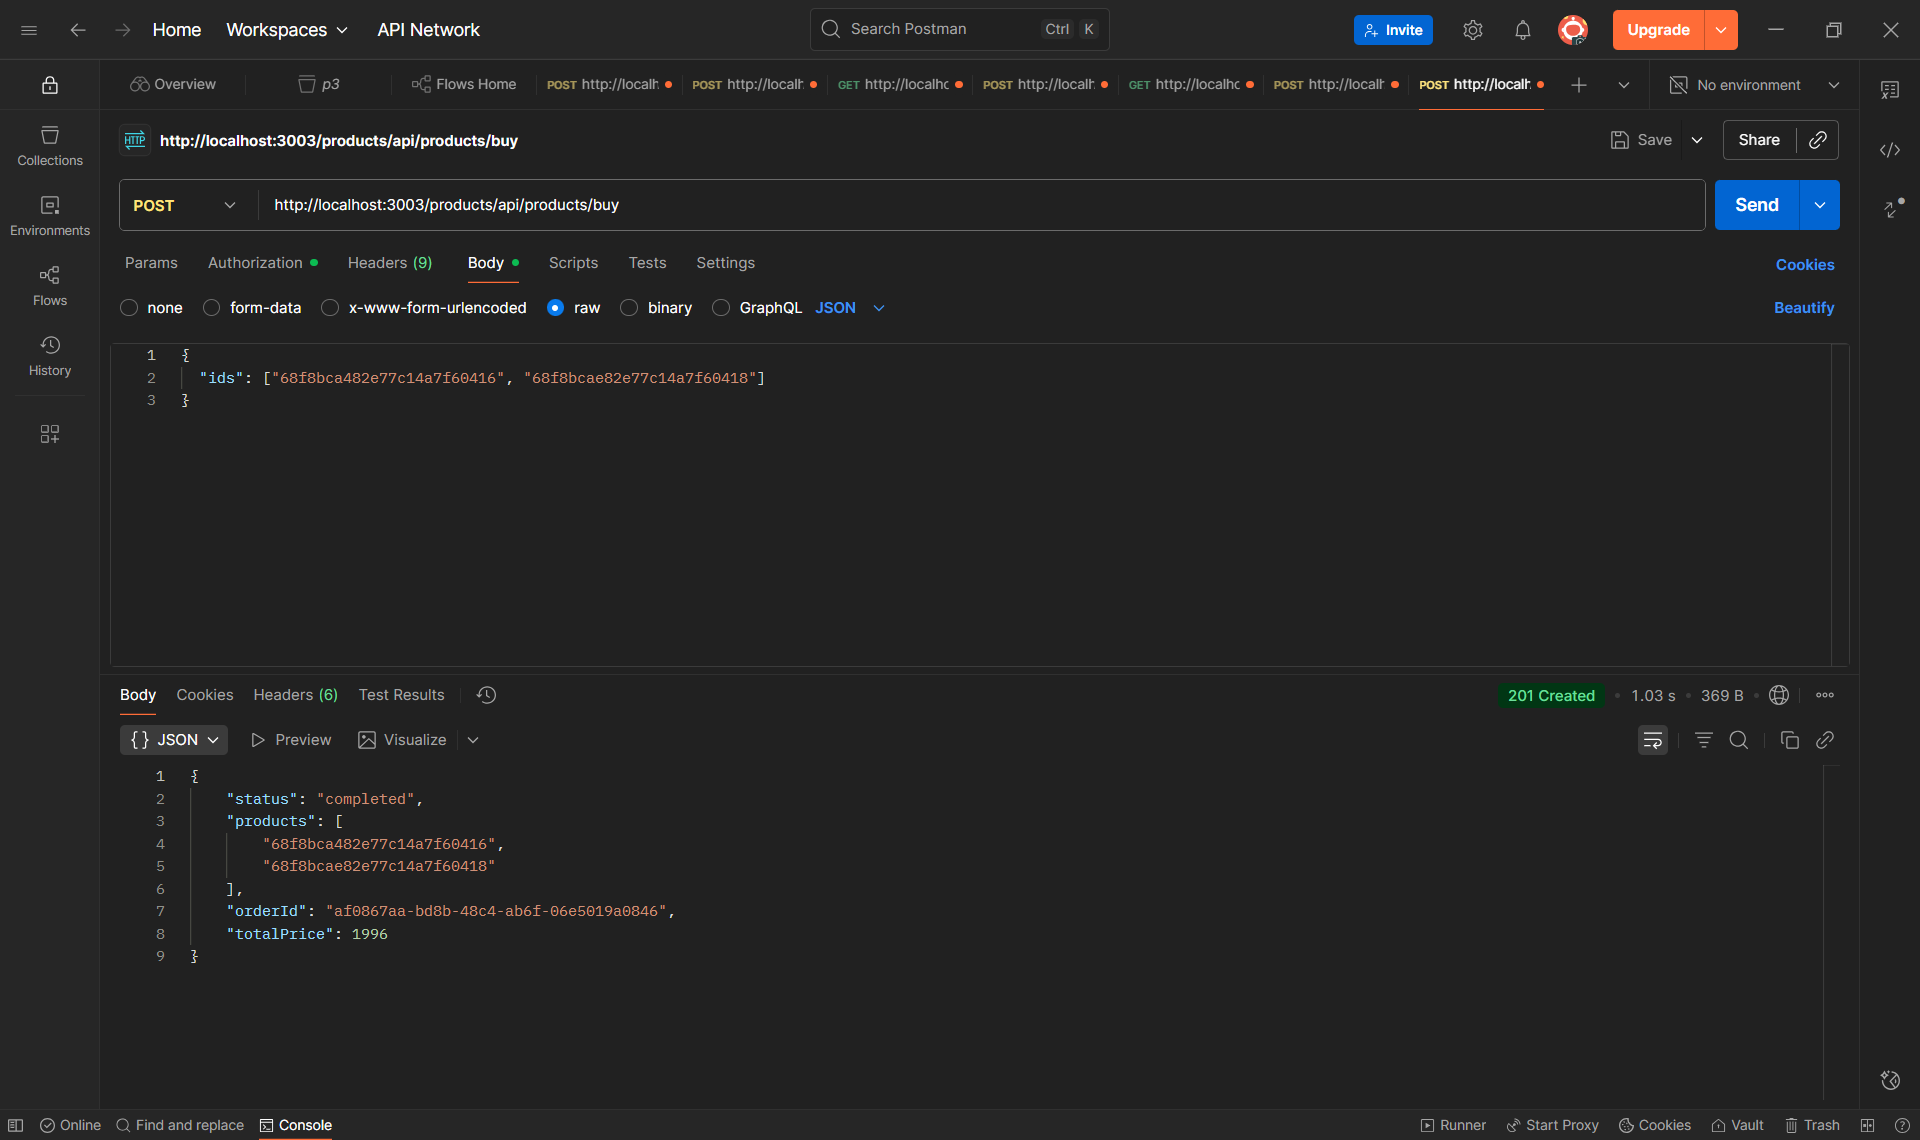 Home Workspaces API Network Search Postman Ctrl K Invite Upgrade
Overview p3 Flows Home POST http://localh POST http://localh GET http://localhc POST http://localh GET http://localhc POST http://localh POST http://localh No environment
HTTP http://localhost:3003/products/api/products/buy Save Share
POST http://localhost:3003/products/api/products/buy Send
Collections
Environments
Flows
History
Params Authorization Headers (9) Body Scripts Tests Settings Cookies
none form-data x-www-form-urlencoded raw binary GraphQL JSON Beautify
1 {
2 "ids": ["68f8bca482e77c14a7f60416", "68f8bcae82e77c14a7f60418"]
3 }
Body Cookies Headers (6) Test Results 201 Created 1.03 s 369 B
{} JSON Preview Visualize
1 {
2 "status": "completed",
3 "products": [
4 "68f8bca482e77c14a7f60416",
5 "68f8bcae82e77c14a7f60418"
6 ],
7 "orderId": "af0867aa-bd8b-48c4-ab6f-06e5019a0846",
8 "totalPrice": 1996
9 }
Online Find and replace Console Runner Start Proxy Cookies Vault Trash